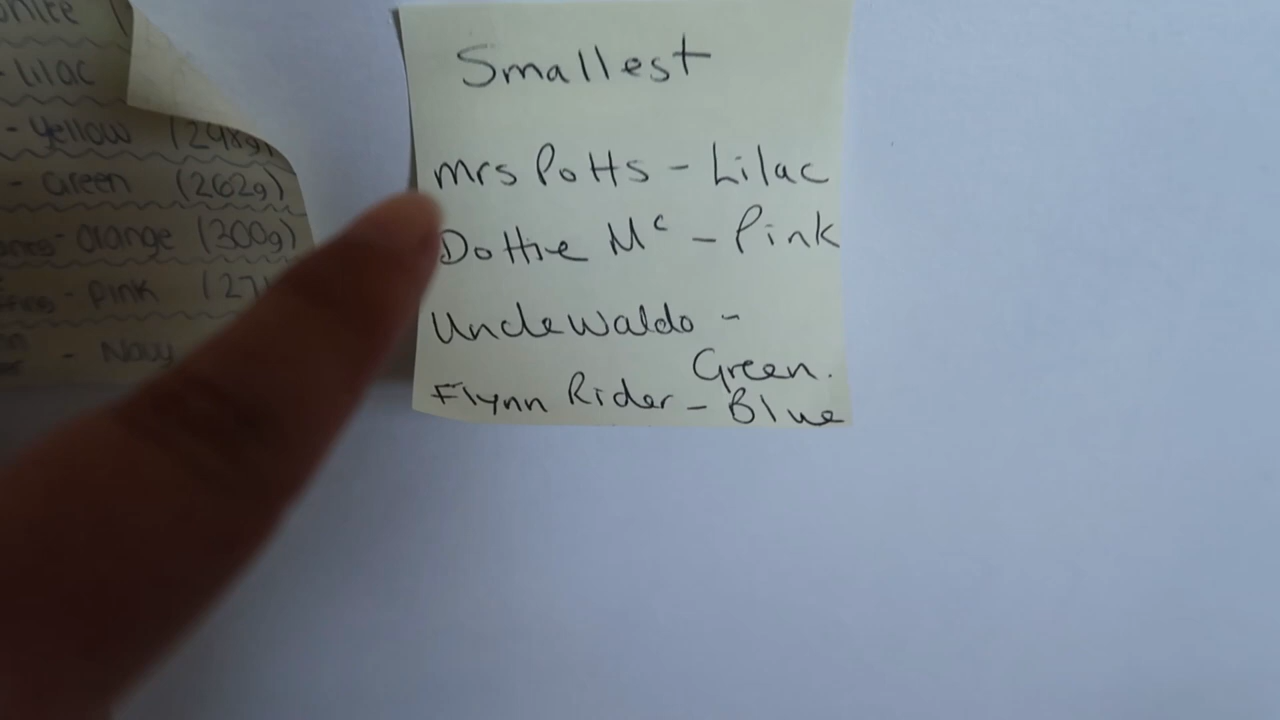 white (
- Lilac
- Yellow (248g)
- Green (262g)
- Orange (300g)
- Pink (27
- Navy
Smallest
Mrs Potts - Lilac
Dottie Mc - Pink
Uncle Waldo -
Green.
Flynn Rider - Blue